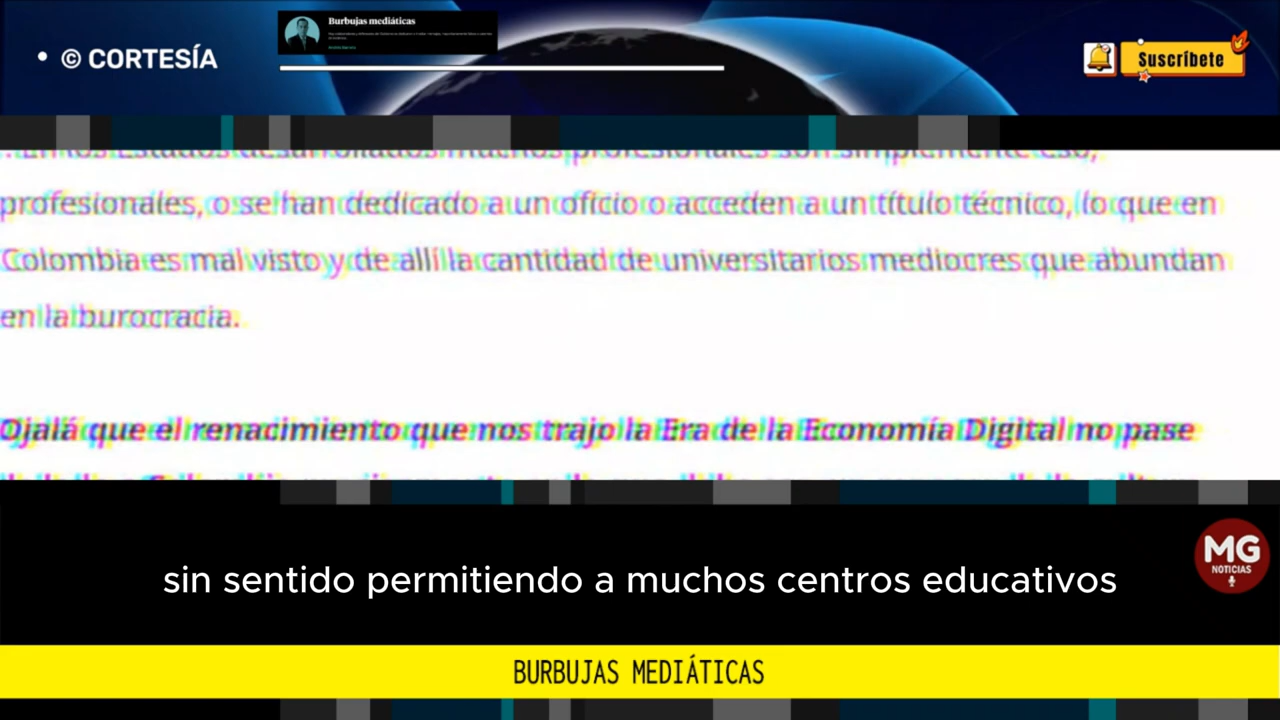 • © CORTESÍA
Burbujas mediáticas
Suscríbete
profesionales, o se han dedicado a un oficio o acceden a un título técnico, lo que en
Colombia es mal visto y de allí la cantidad de universitarios mediocres que abundan
en la burocracia.
Ojalá que el renacimiento que nos trajo la Era de la Economía Digital no pase
sin sentido permitiendo a muchos centros educativos
MG
NOTICIAS
BURBUJAS MEDIÁTICAS